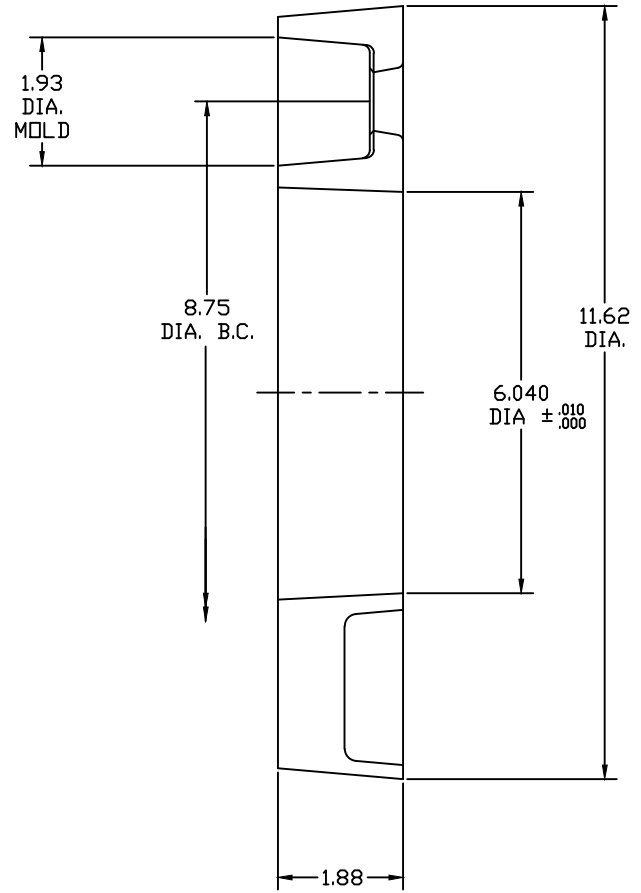 1.93
DIA.
MOLD
8.75
DIA. B.C.
11.62
DIA.
6.040
DIA ± .010
.000
1.88